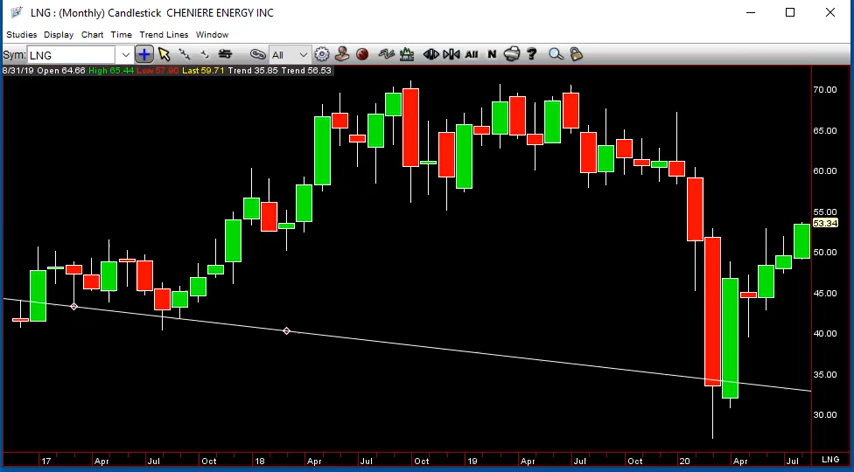 LNG : (Monthly) Candlestick  CHENIERE ENERGY INC
Studies Display Chart Time Trend Lines Window
Sym: LNG All All N ?
8/31/19 Open 64.66 High 65.44 Low 57.90 Last 59.71 Trend 35.85 Trend 56.53
70.00
65.00
60.00
55.00
53.34
50.00
45.00
40.00
35.00
30.00
17 Apr Jul Oct 18 Apr Jul Oct 19 Apr Jul Oct 20 Apr Jul LNG